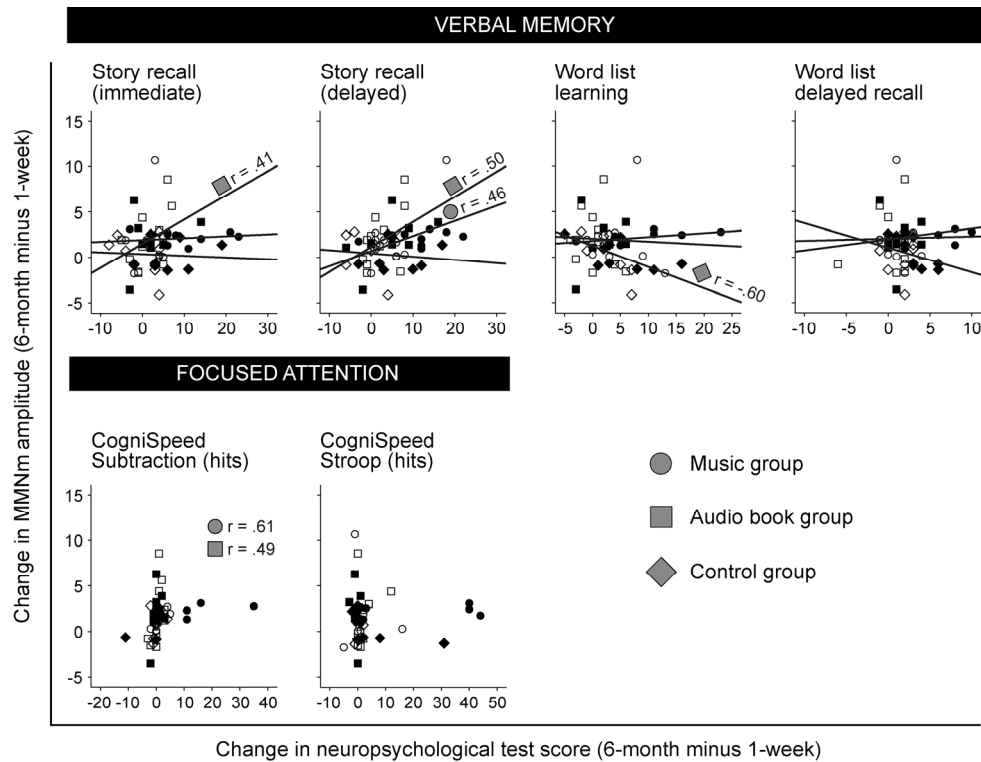 VERBAL MEMORY
Story recall
(immediate)
Story recall
(delayed)
Word list
learning
Word list
delayed recall
15
10
5
0
-5
r = .41
-10 0 10 20 30
r = .50
r = .46
-10 0 10 20 30
r = -.60
-5 0 5 10 15 20 25
-10 -5 0 5 10
FOCUSED ATTENTION
CogniSpeed
Subtraction (hits)
CogniSpeed
Stroop (hits)
15
10
5
0
-5
r = .61
r = .49
-20 -10 0 10 20 30 40
-10 0 10 20 30 40 50
Music group
Audio book group
Control group
Change in MMNm amplitude (6-month minus 1-week)
Change in neuropsychological test score (6-month minus 1-week)